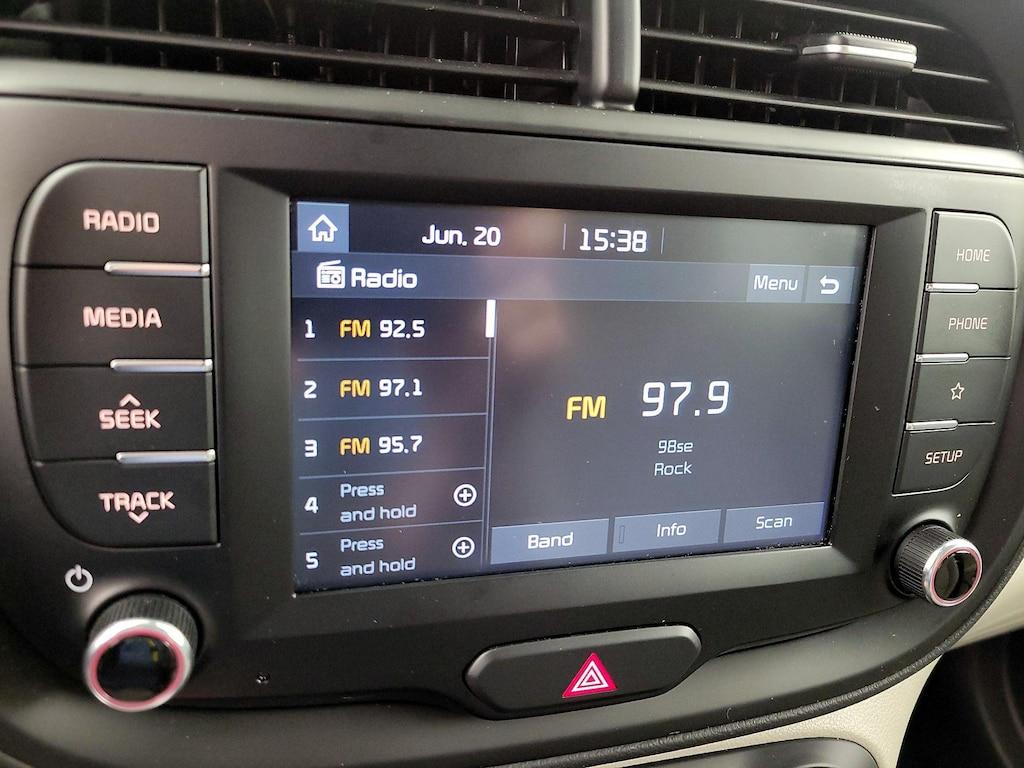 RADIO
MEDIA
SEEK
TRACK
Jun. 20
15:38
Radio
Menu
1 FM 92.5
2 FM 97.1
3 FM 95.7
4 Press
and hold
5 Press
and hold
FM 97.9
98se
Rock
Band
Info
Scan
HOME
PHONE
SETUP